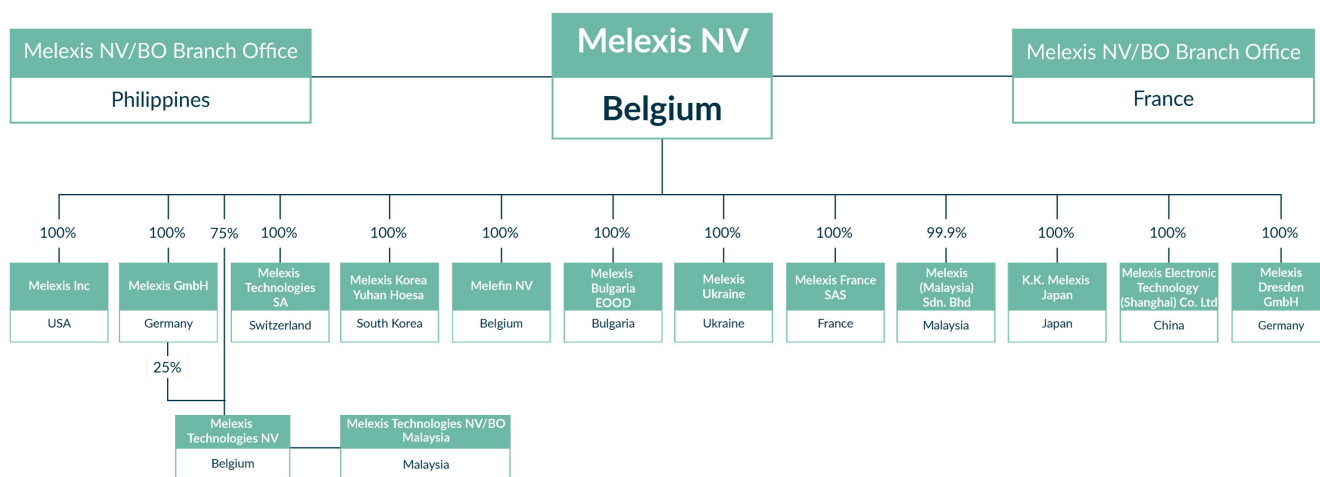 Melexis NV/BO Branch Office
Philippines
Melexis NV
Belgium
Melexis NV/BO Branch Office
France
100%
100%
75%
100%
100%
100%
100%
100%
100%
99.9%
100%
100%
100%
Melexis Inc
USA
Melexis GmbH
Germany
Melexis
Technologies
SA
Switzerland
Melexis Korea
Yuhan Hoesa
South Korea
Melefin NV
Belgium
Melexis
Bulgaria
EOOD
Bulgaria
Melexis
Ukraine
Ukraine
Melexis France
SAS
France
Melexis
(Malaysia)
Sdn. Bhd
Malaysia
K.K. Melexis
Japan
Japan
Melexis Electronic
Technology
(Shanghai) Co. Ltd
China
Melexis
Dresden
GmbH
Germany
25%
Melexis
Technologies NV
Belgium
Melexis Technologies NV/BO
Malaysia
Malaysia